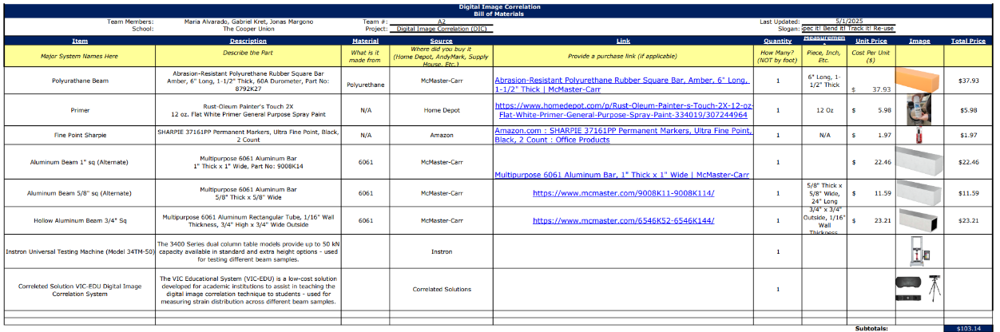 Digital Image Correlation
Bill of Materials
Team Members: Maria Alvarado, Gabriel Kret, Jonas Margono Team #: A2 Last Updated: 5/1/2025
School: The Cooper Union Project: Digital Image Correlation (DIC) Slogan: pec it! Bend it! Track it! Re-use
Item Description Material Source Link Quantity Measuremen Unit Price Image Total Price
Major System Names Here Describe the Part What is it made from Where did you buy it (Home Depot, AndyMark, Supply House, Etc.) Provide a purchase link (if applicable) How Many? (NOT by foot) Piece, Inch, Etc. Cost Per Unit ($)
Polyurathane Beam
Abrasion-Resistant Polyurethane Rubber Square Bar
Amber, 6" Long, 1-1/2" Thick, 60A Durometer, Part No:
8792K27
Polyurethane
McMaster-Carr
Abrasion-Resistant Polyurethane Rubber Square Bar, Amber, 6" Long,
1-1/2" Thick | McMaster-Carr
1
6" Long, 1-
1/2" Thick
$ 37.93
$37.93
Primer
Rust-Oleum Painter's Touch 2X
12 oz. Flat White Primer General Purpose Spray Paint
N/A
Home Depot
https://www.homedepot.com/p/Rust-Oleum-Painter-s-Touch-2X-12-oz-
Flat-White-Primer-General-Purpose-Spray-Paint-334019/307244964
1
12 Oz
$ 5.98
$5.98
Fine Point Sharpie
SHARPIE 37161PP Permanent Markers, Ultra Fine Point, Black,
2 Count
N/A
Amazon
Amazon.com : SHARPIE 37161PP Permanent Markers, Ultra Fine Point,
Black, 2 Count : Office Products
1
N/A
$ 1.97
$1.97
Aluminum Beam 1" sq (Alternate)
Multipurpose 6061 Aluminum Bar
1" Thick x 1" Wide, Part No: 9008K14
6061
McMaster-Carr
Multipurpose 6061 Aluminum Bar, 1" Thick x 1" Wide | McMaster-Carr
1
$ 22.46
$22.46
Aluminum Beam 5/8" sq (Alternate)
Multipurpose 6061 Aluminum Bar
5/8" Thick x 5/8" Wide
6061
McMaster-Carr
https://www.mcmaster.com/9008K11-9008K114/
1
5/8" Thick x
5/8" Wide,
24" Long
$ 11.59
$11.59
Hollow Aluminum Beam 3/4" Sq
Multipurpose 6061 Aluminum Rectangular Tube, 1/16" Wall
Thickness, 3/4" High x 3/4" Wide Outside
6061
McMaster-Carr
https://www.mcmaster.com/6546K52-6546K144/
1
3/4" x 3/4"
Outside, 1/16"
Wall
Thickness
$ 23.21
$23.21
Instron Universal Testing Machine (Model 34TM-50)
The 3400 Series dual column table models provide up to 50 kN
capacity available in standard and extra height options - used
for testing different beam samples.
Instron
1
Correleted Solution VIC-EDU Digital Image
Correlation System
The VIC Educational System (VIC-EDU) is a low-cost solution
developed for academic institutions to assist in teaching the
digital image correlation technique to students - used for
measuring strain distribution across different beam samples.
Correlated Solutions
1
Subtotals: $103.14